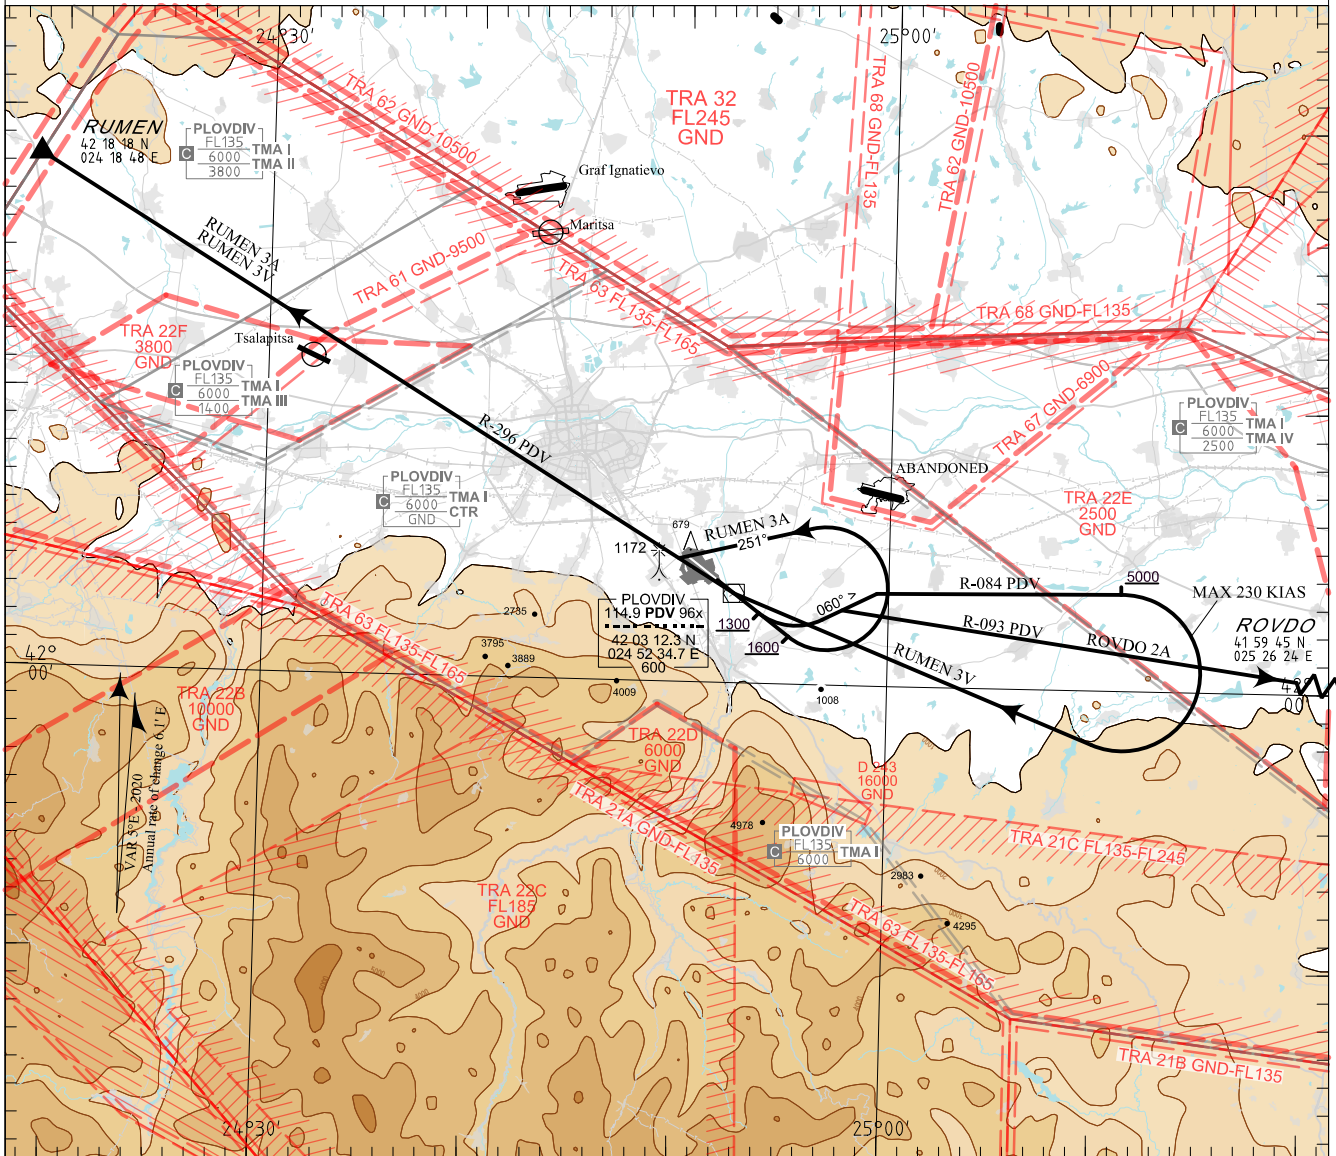 24°30'
25°00'
TRA 62 GND-10500
TRA 32
FL245
GND
TRA 68 GND-FL135
TRA 62 GND-10500
RUMEN
42 18 18 N
024 18 48 E
PLOVDIV
FL135
C 6000 TMA I
3800 TMA II
Graf Ignatievo
Maritsa
RUMEN 3A
RUMEN 3V
TRA 61 GND-9500
TRA 63 FL135-FL165
TRA 68 GND-FL135
TRA 22F
3800
GND
Tsalapitsa
PLOVDIV
FL135
C 6000 TMA I
1400 TMA III
TRA 67 GND-6900
PLOVDIV
FL135
C 6000 TMA I
2500 TMA IV
R-296 PDV
ABANDONED
PLOVDIV
FL135
C 6000 TMA I
GND CTR
TRA 22E
2500
GND
679
RUMEN 3A
251°
1172
R-084 PDV
5000
MAX 230 KIAS
PLOVDIV
114.9 PDV 96x
42 03 12.3 N
024 52 34.7 E
600
060° >
1300
1600
R-093 PDV
ROVDO 2A
ROVDO
41 59 45 N
025 26 24 E
RUMEN 3V
2735
3795
3889
4009
1008
TRA 63 FL135-FL165
42°
00'
42°
00'
TRA 22B
10000
GND
VAR 5°E - 2020
Annual rate of change 6.1' E
TRA 22D
6000
GND
D 243
16000
GND
TRA 21A GND-FL135
4978
PLOVDIV
FL135
C 6000 TMA I
TRA 21C FL135-FL245
2983
TRA 22C
FL185
GND
4295
TRA 63 FL135-FL165
TRA 21B GND-FL135
24°30'
25°00'